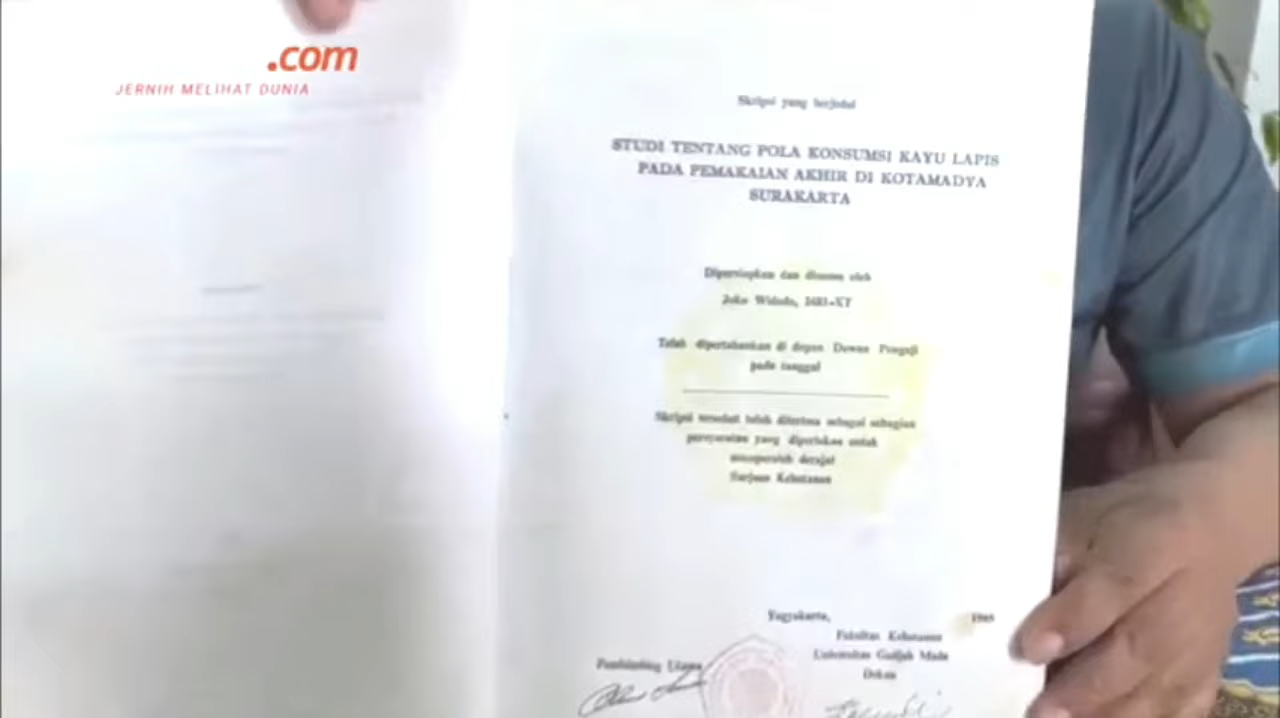 .com
JERNIH MELIHAT DUNIA
Skripsi yang berjudul
STUDI TENTANG POLA KONSUMSI KAYU LAPIS
PADA PEMAKAIAN AKHIR DI KOTAMADYA
SURAKARTA
Dipersiapkan dan disusun oleh
Joko Widodo, 1681-KT
Telah dipertahankan di depan Dewan Penguji
pada tanggal
Skripsi tersebut telah diterima sebagai sebagian
persyaratan yang diperlukan untuk
memperoleh derajat
Sarjana Kehutanan
Yogyakarta, 1985
Fakultas Kehutanan
Universitas Gadjah Mada
Pembimbing Utama
Dekan